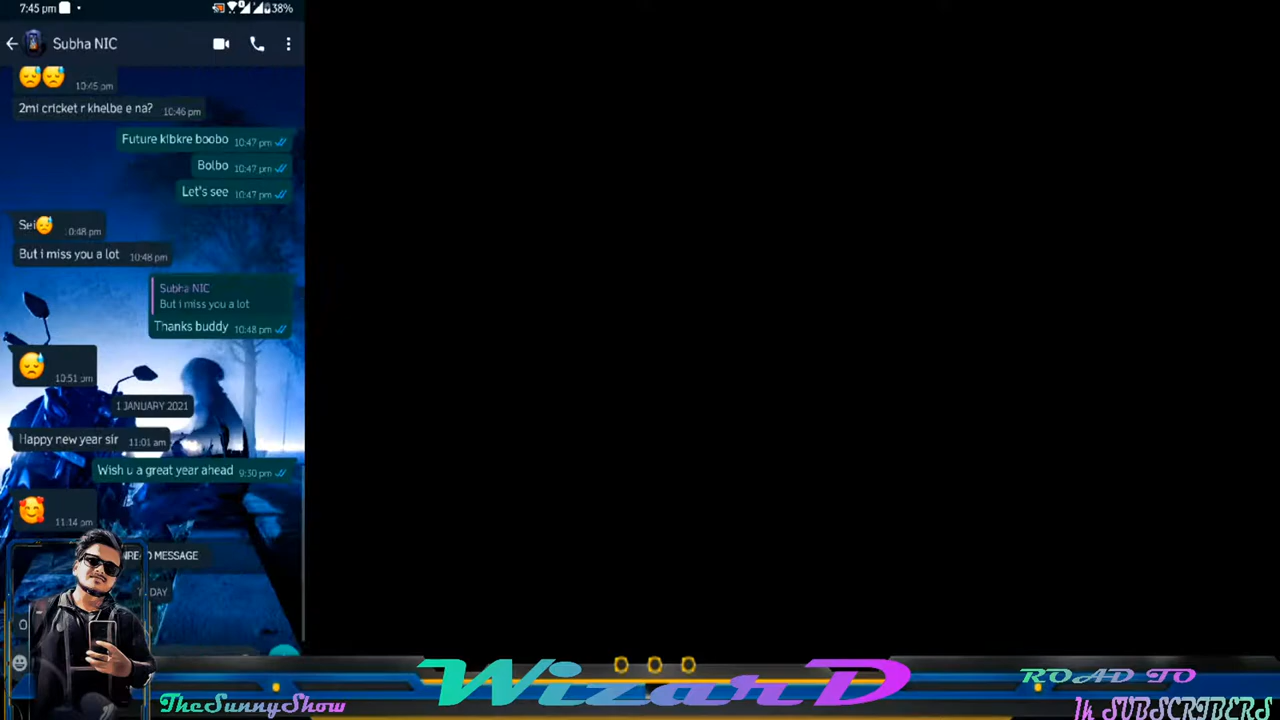 7:45 pm
38%
Subha NIC
10:45 pm
2mi cricket r khelbe e na? 10:46 pm
Future kibkre boobo 10:47 pm
Bolbo 10:47 pm
Let's see 10:47 pm
Sei 10:48 pm
But i miss you a lot 10:48 pm
Subha NIC
But i miss you a lot
Thanks buddy 10:48 pm
10:51 pm
1 JANUARY 2021
Happy new year sir 11:01 am
Wish u a great year ahead 9:30 pm
11:14 pm
MESSAGE
WizarD
TheSunnyShow
ROAD TO
1k SUBSCRIBERS